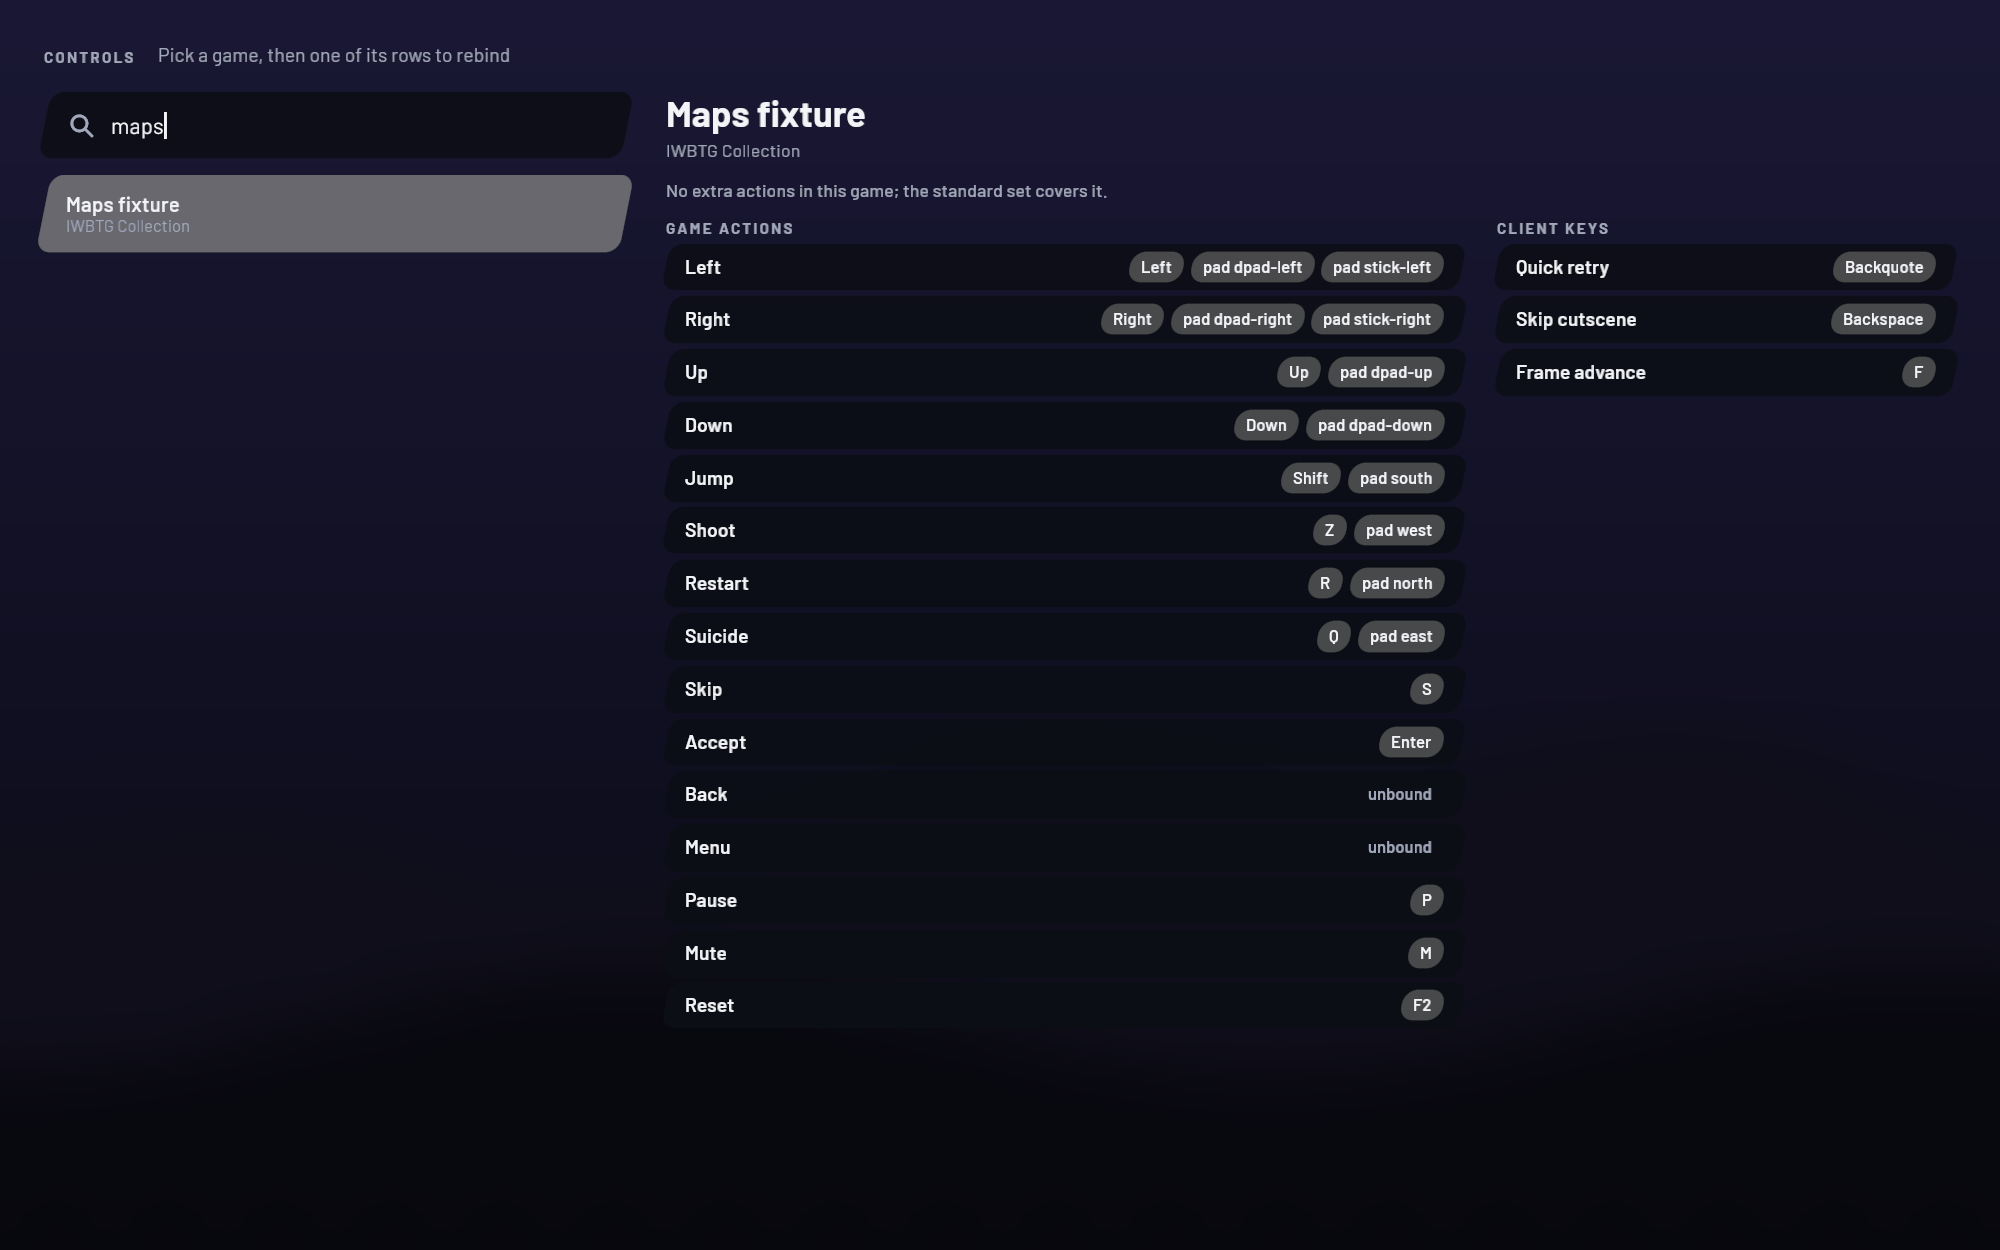 CONTROLS Pick a game, then one of its rows to rebind
maps
Maps fixture
IWBTG Collection
Maps fixture
IWBTG Collection
No extra actions in this game; the standard set covers it.
GAME ACTIONS
Left Left pad dpad-left pad stick-left
Right Right pad dpad-right pad stick-right
Up Up pad dpad-up
Down Down pad dpad-down
Jump Shift pad south
Shoot Z pad west
Restart R pad north
Suicide Q pad east
Skip S
Accept Enter
Back unbound
Menu unbound
Pause P
Mute M
Reset F2
CLIENT KEYS
Quick retry Backquote
Skip cutscene Backspace
Frame advance F